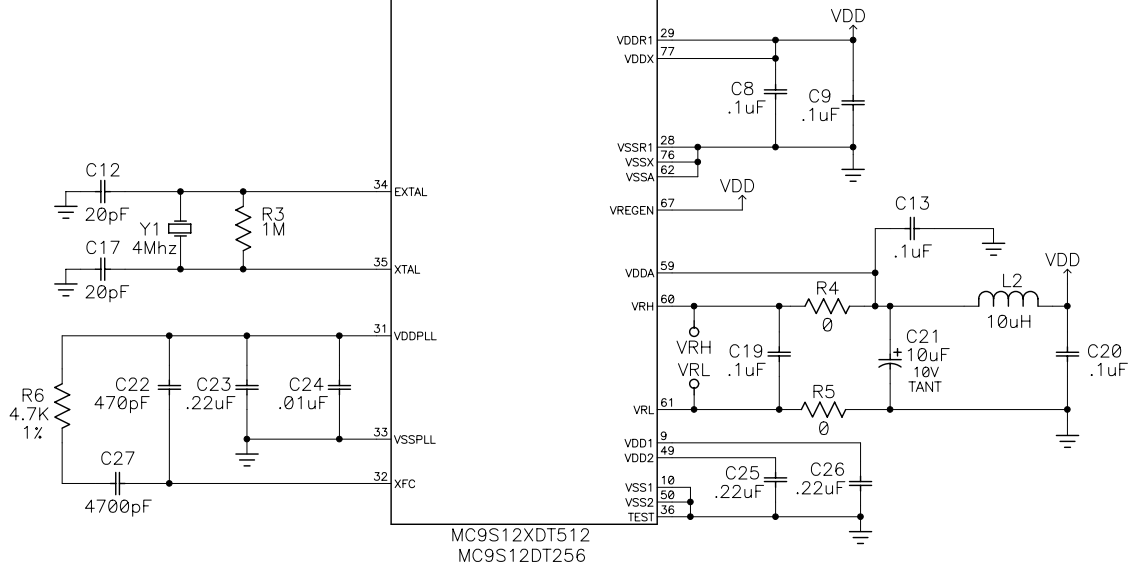 VDD
29
VDDR1
77
VDDX
C8
.1uF
C9
.1uF
28
VSSR1
76
VSSX
62
VSSA
C12
20pF
34
EXTAL
Y1
4Mhz
R3
1M
C17
20pF
35
XTAL
VDD
67
VREGEN
C13
.1uF
59
VDDA
VDD
60
VRH
R4
0
L2
10uH
VRH
VRL
C19
.1uF
C21
+
10uF
10V
TANT
C20
.1uF
R5
0
61
VRL
31
VDDPLL
R6
4.7K
1%
C22
470pF
C23
.22uF
C24
.01uF
33
VSSPLL
C27
4700pF
32
XFC
9
VDD1
49
VDD2
C25
.22uF
C26
.22uF
10
VSS1
50
VSS2
36
TEST
MC9S12XDT512
MC9S12DT256